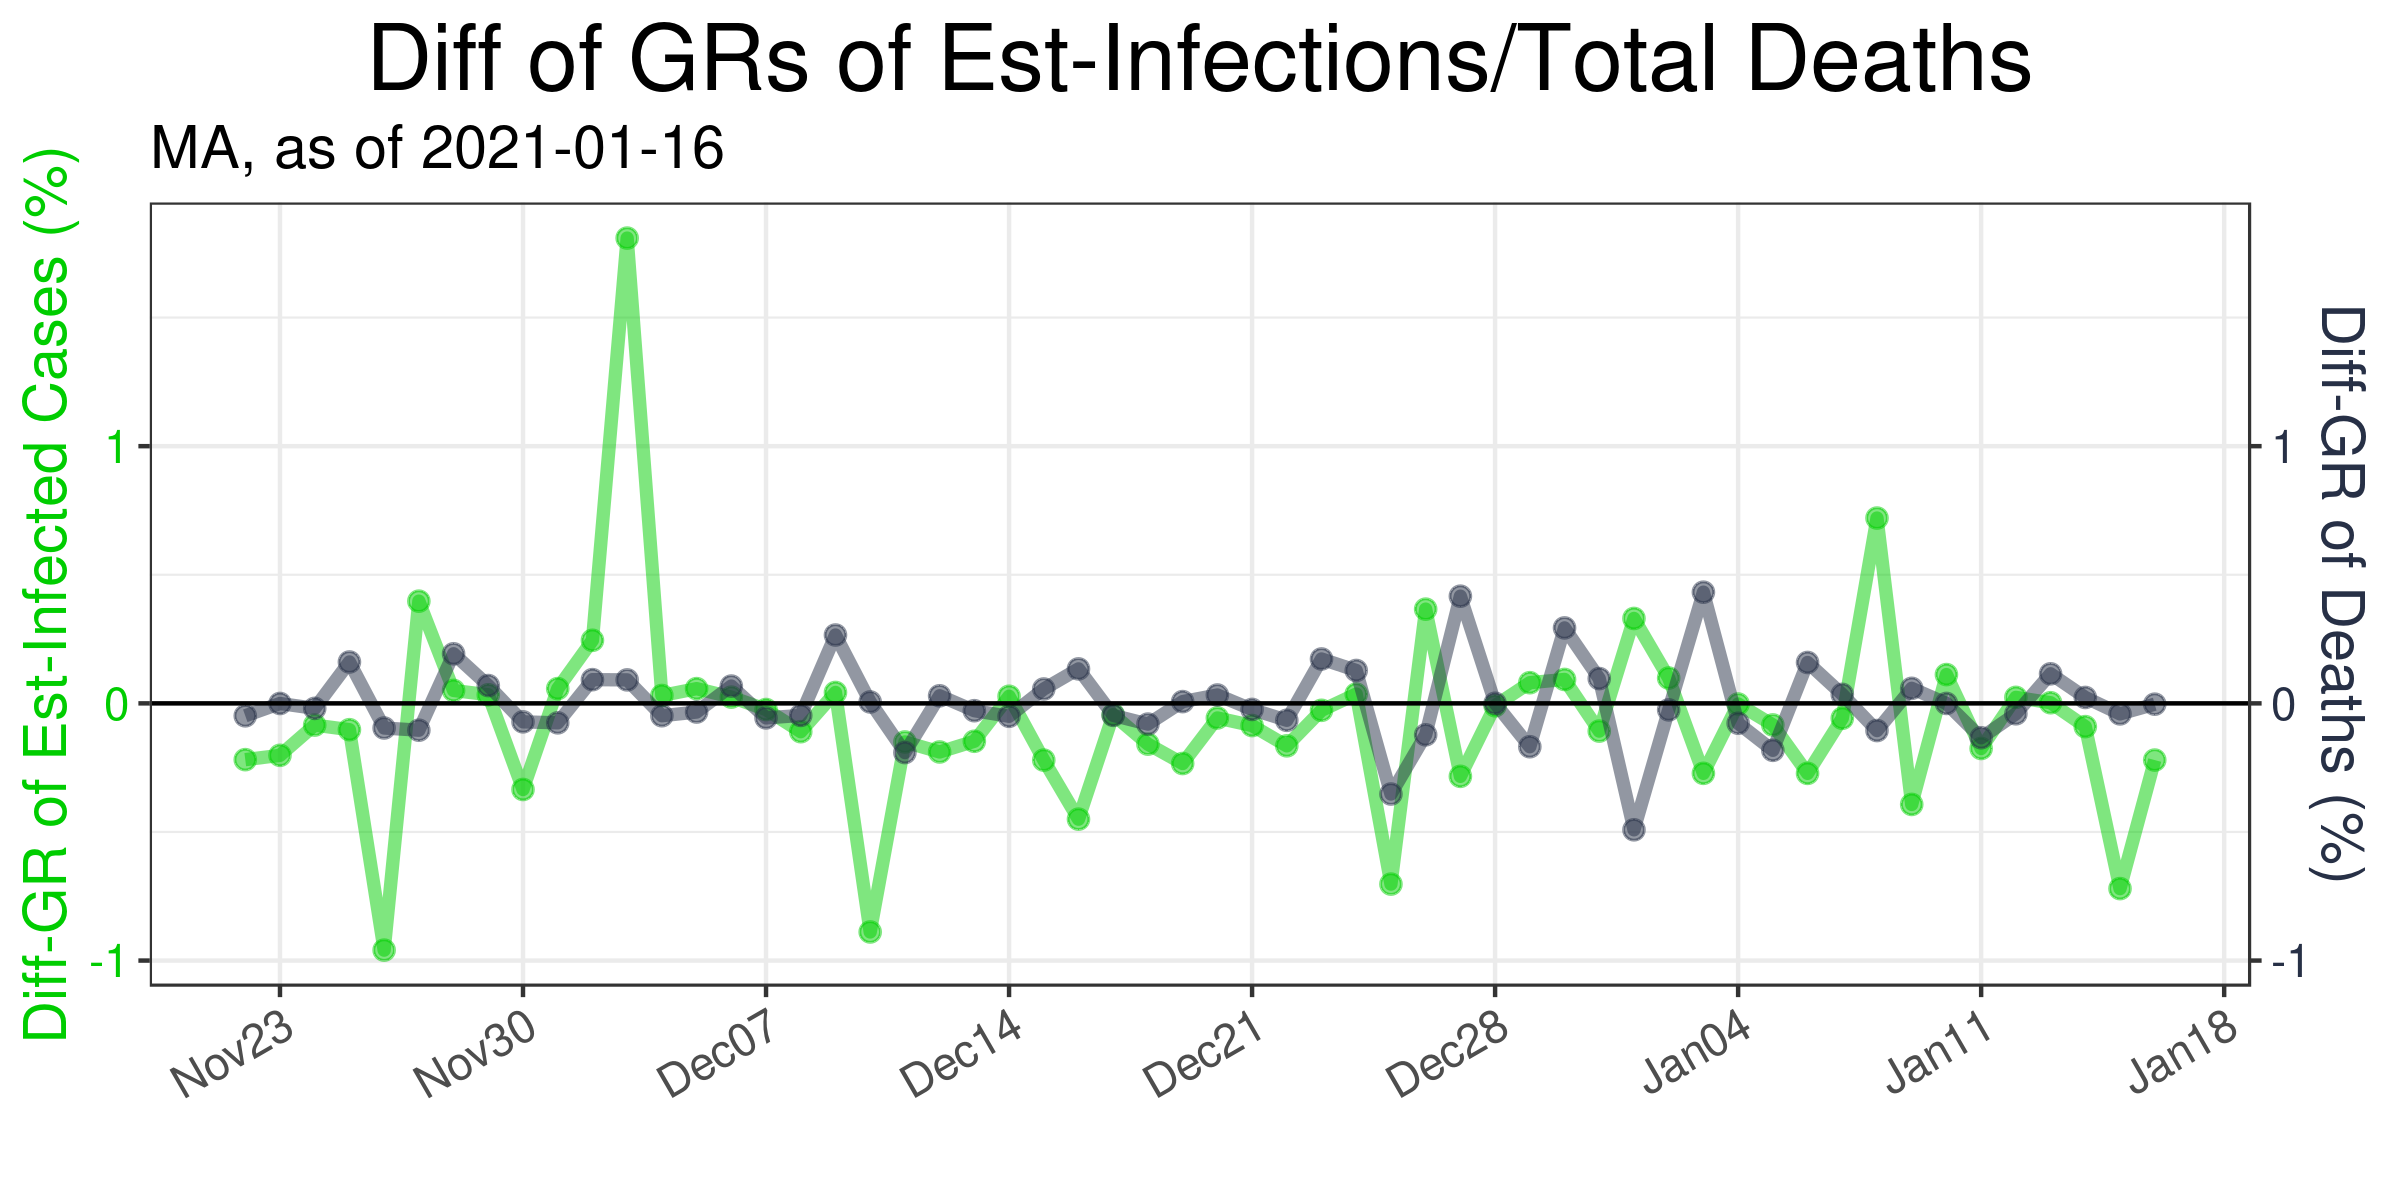 Diff of GRs of Est-Infections/Total Deaths
MA, as of 2021-01-16
Diff-GR of Est-Infected Cases (%)
1
0
-1
1
0
-1
Diff-GR of Deaths (%)
Nov23
Nov30
Dec07
Dec14
Dec21
Dec28
Jan04
Jan11
Jan18